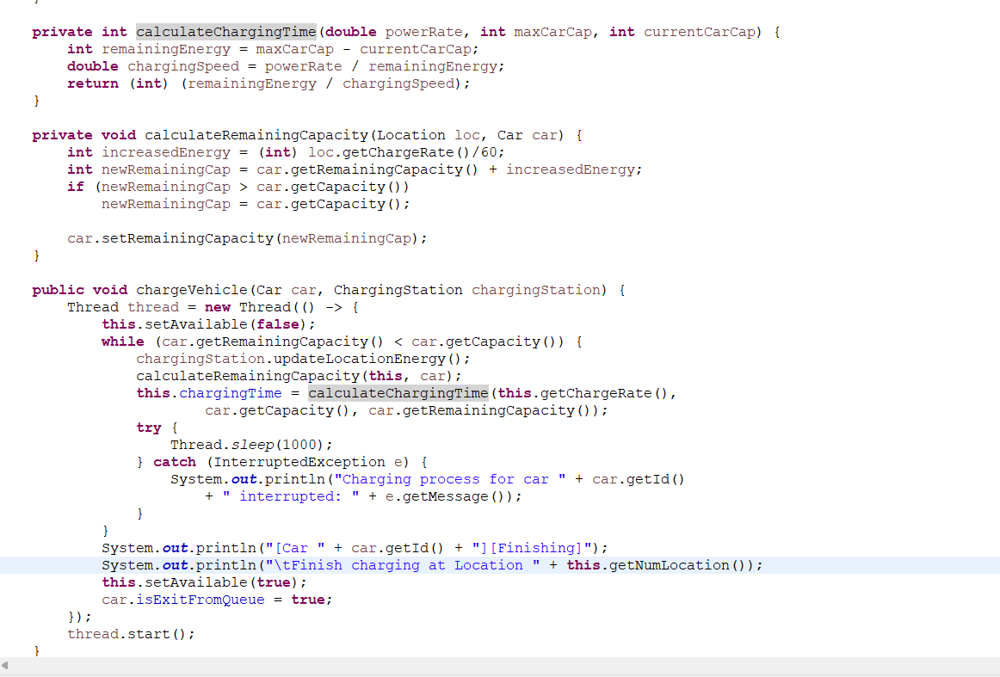 }
private int calculateChargingTime(double powerRate, int maxCarCap, int currentCarCap) {
int remainingEnergy = maxCarCap - currentCarCap;
double chargingSpeed = powerRate / remainingEnergy;
return (int) (remainingEnergy / chargingSpeed);
}
private void calculateRemainingCapacity(Location loc, Car car) {
int increasedEnergy = (int) loc.getChargeRate()/60;
int newRemainingCap = car.getRemainingCapacity() + increasedEnergy;
if (newRemainingCap > car.getCapacity())
newRemainingCap = car.getCapacity();
car.setRemainingCapacity(newRemainingCap);
}
public void chargeVehicle(Car car, ChargingStation chargingStation) {
Thread thread = new Thread(() -> {
this.setAvailable(false);
while (car.getRemainingCapacity() < car.getCapacity()) {
chargingStation.updateLocationEnergy();
calculateRemainingCapacity(this, car);
this.chargingTime = calculateChargingTime(this.getChargeRate(),
car.getCapacity(), car.getRemainingCapacity());
try {
Thread.sleep(1000);
} catch (InterruptedException e) {
System.out.println("Charging process for car " + car.getId()
+ " interrupted: " + e.getMessage());
}
}
System.out.println("[Car " + car.getId() + "][Finishing]");
System.out.println("\tFinish charging at Location " + this.getNumLocation());
this.setAvailable(true);
car.isExitFromQueue = true;
});
thread.start();
}